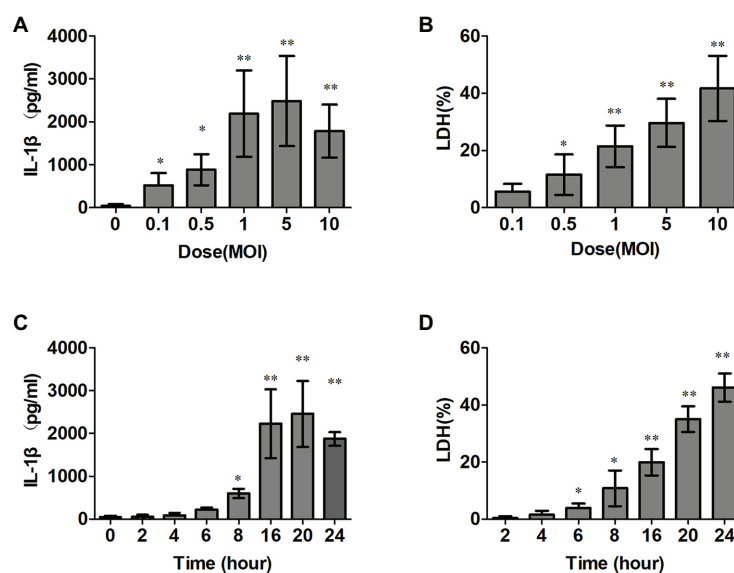 A
4000
3000
2000
1000
0
IL-1β （pg/ml)
*
*
**
**
**
0 0.1 0.5 1 5 10
Dose(MOI)
B
60
40
20
0
LDH(%)
*
**
**
**
0.1 0.5 1 5 10
Dose(MOI)
C
4000
3000
2000
1000
0
IL-1β （pg/ml)
*
**
**
**
0 2 4 6 8 16 20 24
Time (hour)
D
60
40
20
0
LDH(%)
*
*
**
**
**
2 4 6 8 16 20 24
Time (hour)